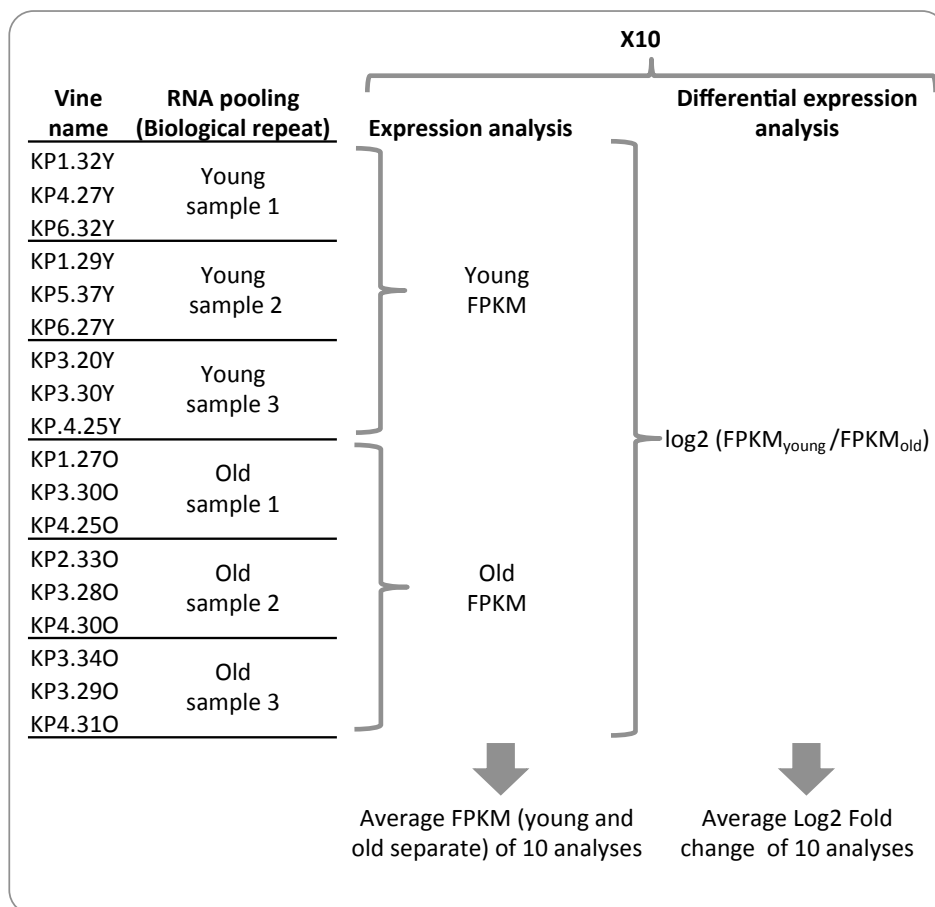 X10
Vine name
RNA pooling (Biological repeat)
Expression analysis
Differential expression analysis
KP1.32Y
KP4.27Y
KP6.32Y
Young
sample 1
KP1.29Y
KP5.37Y
KP6.27Y
Young
sample 2
KP3.20Y
KP3.30Y
KP.4.25Y
Young
sample 3
Young
FPKM
KP1.27O
KP3.30O
KP4.25O
Old
sample 1
KP2.33O
KP3.28O
KP4.30O
Old
sample 2
KP3.34O
KP3.29O
KP4.31O
Old
sample 3
Old
FPKM
log2 (FPKMyoung /FPKMold)
Average FPKM (young and
old separate) of 10 analyses
Average Log2 Fold
change of 10 analyses